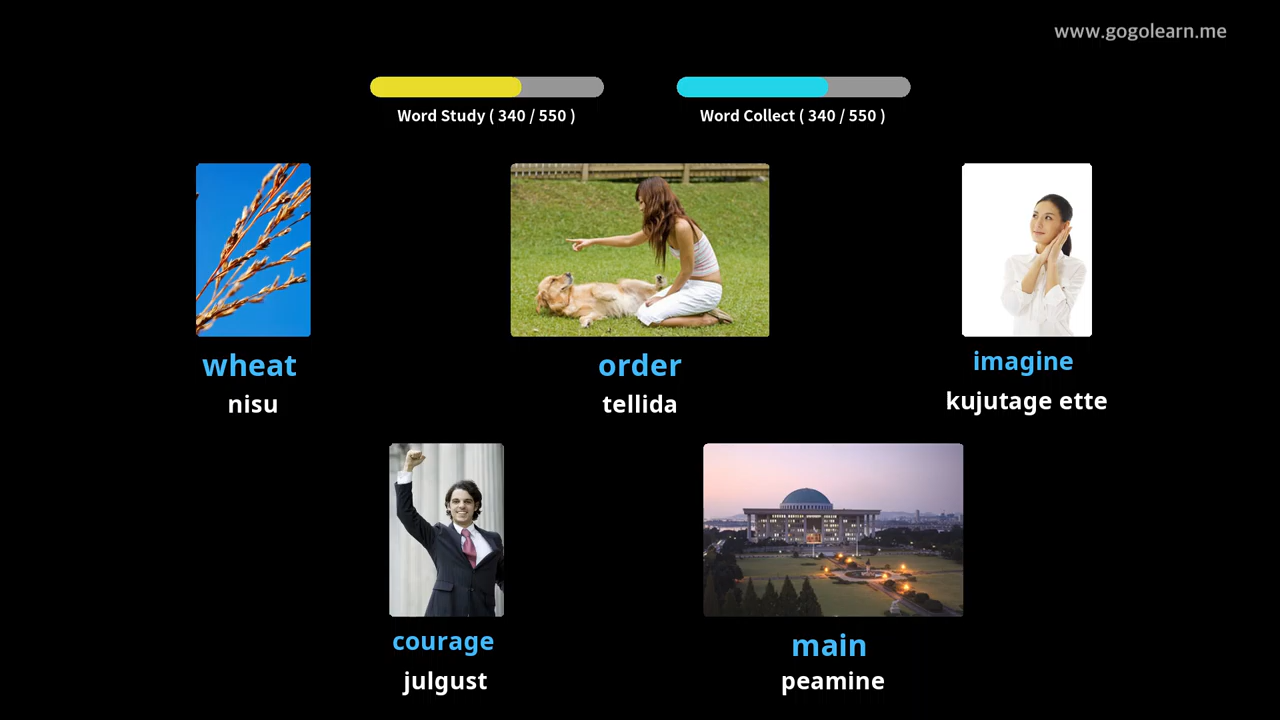 www.gogolearn.me
Word Study ( 340 / 550 )
Word Collect ( 340 / 550 )
wheat
nisu
order
tellida
imagine
kujutage ette
courage
julgust
main
peamine